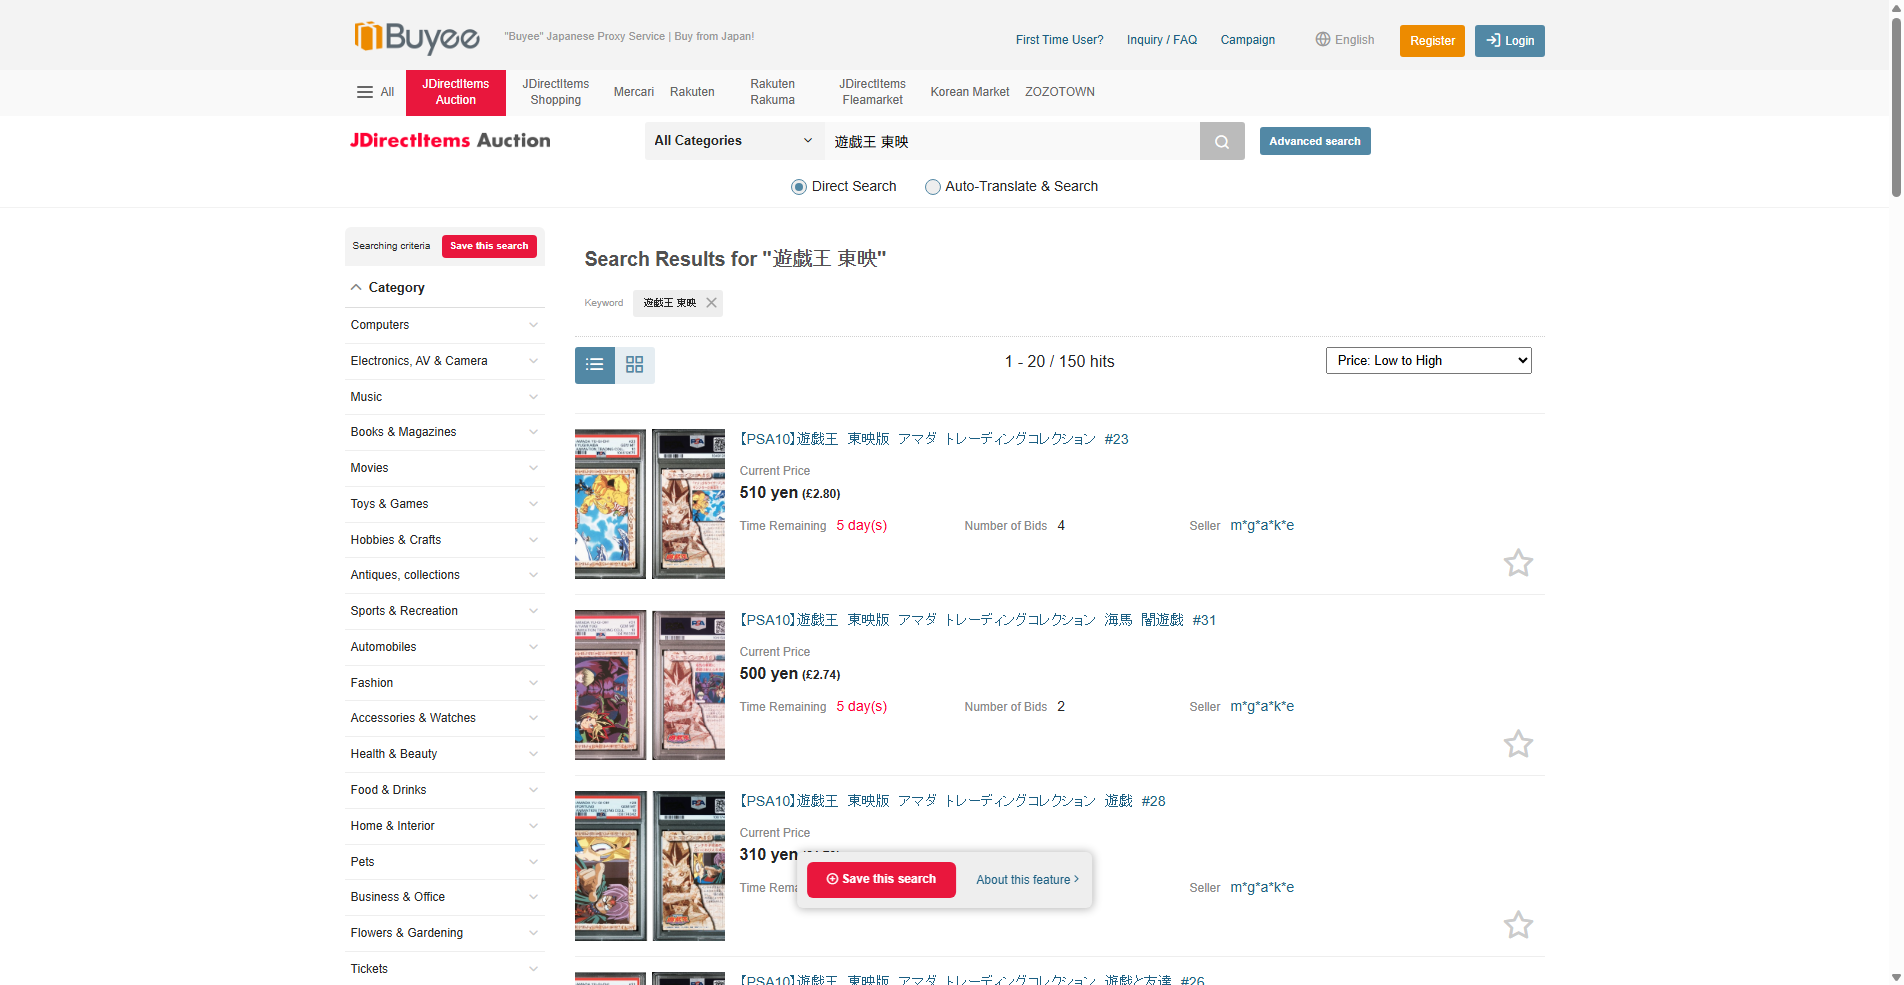 Buyee
"Buyee" Japanese Proxy Service | Buy from Japan!
First Time User?
Inquiry / FAQ
Campaign
English
Register
Login
All
JDirectItems Auction
JDirectItems Shopping
Mercari
Rakuten
Rakuten Rakuma
JDirectItems Fleamarket
Korean Market
ZOZOTOWN
JDirectItems Auction
All Categories
遊戯王 東映
Advanced search
Direct Search
Auto-Translate & Search
Searching criteria
Save this search
Category
Computers
Electronics, AV & Camera
Music
Books & Magazines
Movies
Toys & Games
Hobbies & Crafts
Antiques, collections
Sports & Recreation
Automobiles
Fashion
Accessories & Watches
Health & Beauty
Food & Drinks
Home & Interior
Pets
Business & Office
Flowers & Gardening
Tickets
Search Results for "遊戯王 東映"
Keyword
遊戯王 東映
1 - 20 / 150 hits
Price: Low to High
【PSA10】遊戯王 東映版 アマダ トレーディングコレクション #23
Current Price
510 yen (£2.80)
Time Remaining 5 day(s)
Number of Bids 4
Seller m*g*a*k*e
【PSA10】遊戯王 東映版 アマダ トレーディングコレクション 海馬 闇遊戯 #31
Current Price
500 yen (£2.74)
Time Remaining 5 day(s)
Number of Bids 2
Seller m*g*a*k*e
【PSA10】遊戯王 東映版 アマダ トレーディングコレクション 遊戯 #28
Current Price
310 yen
Time Rema
Seller m*g*a*k*e
Save this search
About this feature
【PSA10】遊戯王 東映版 アマダ トレーディングコレクション 遊戯と友達 #26